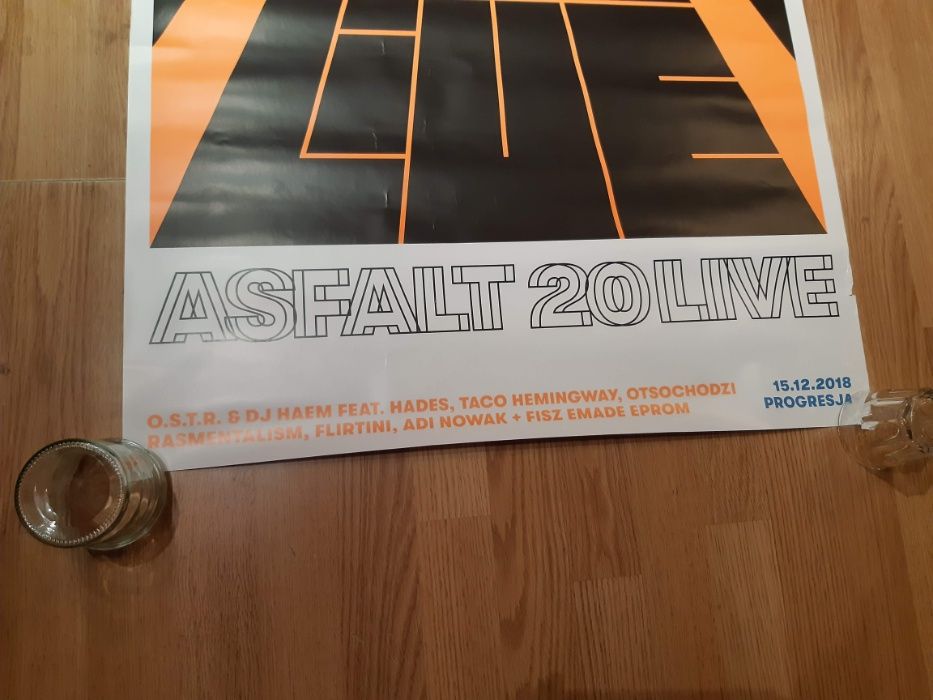 LIVE
ASFALT 20 LIVE
O.S.T.R. & DJ HAEM FEAT. HADES, TACO HEMINGWAY, OTSOCHODZI
RASMENTALISM, FLIRTINI, ADI NOWAK + FISZ EMADE EPROM
15.12.2018
PROGRESJA